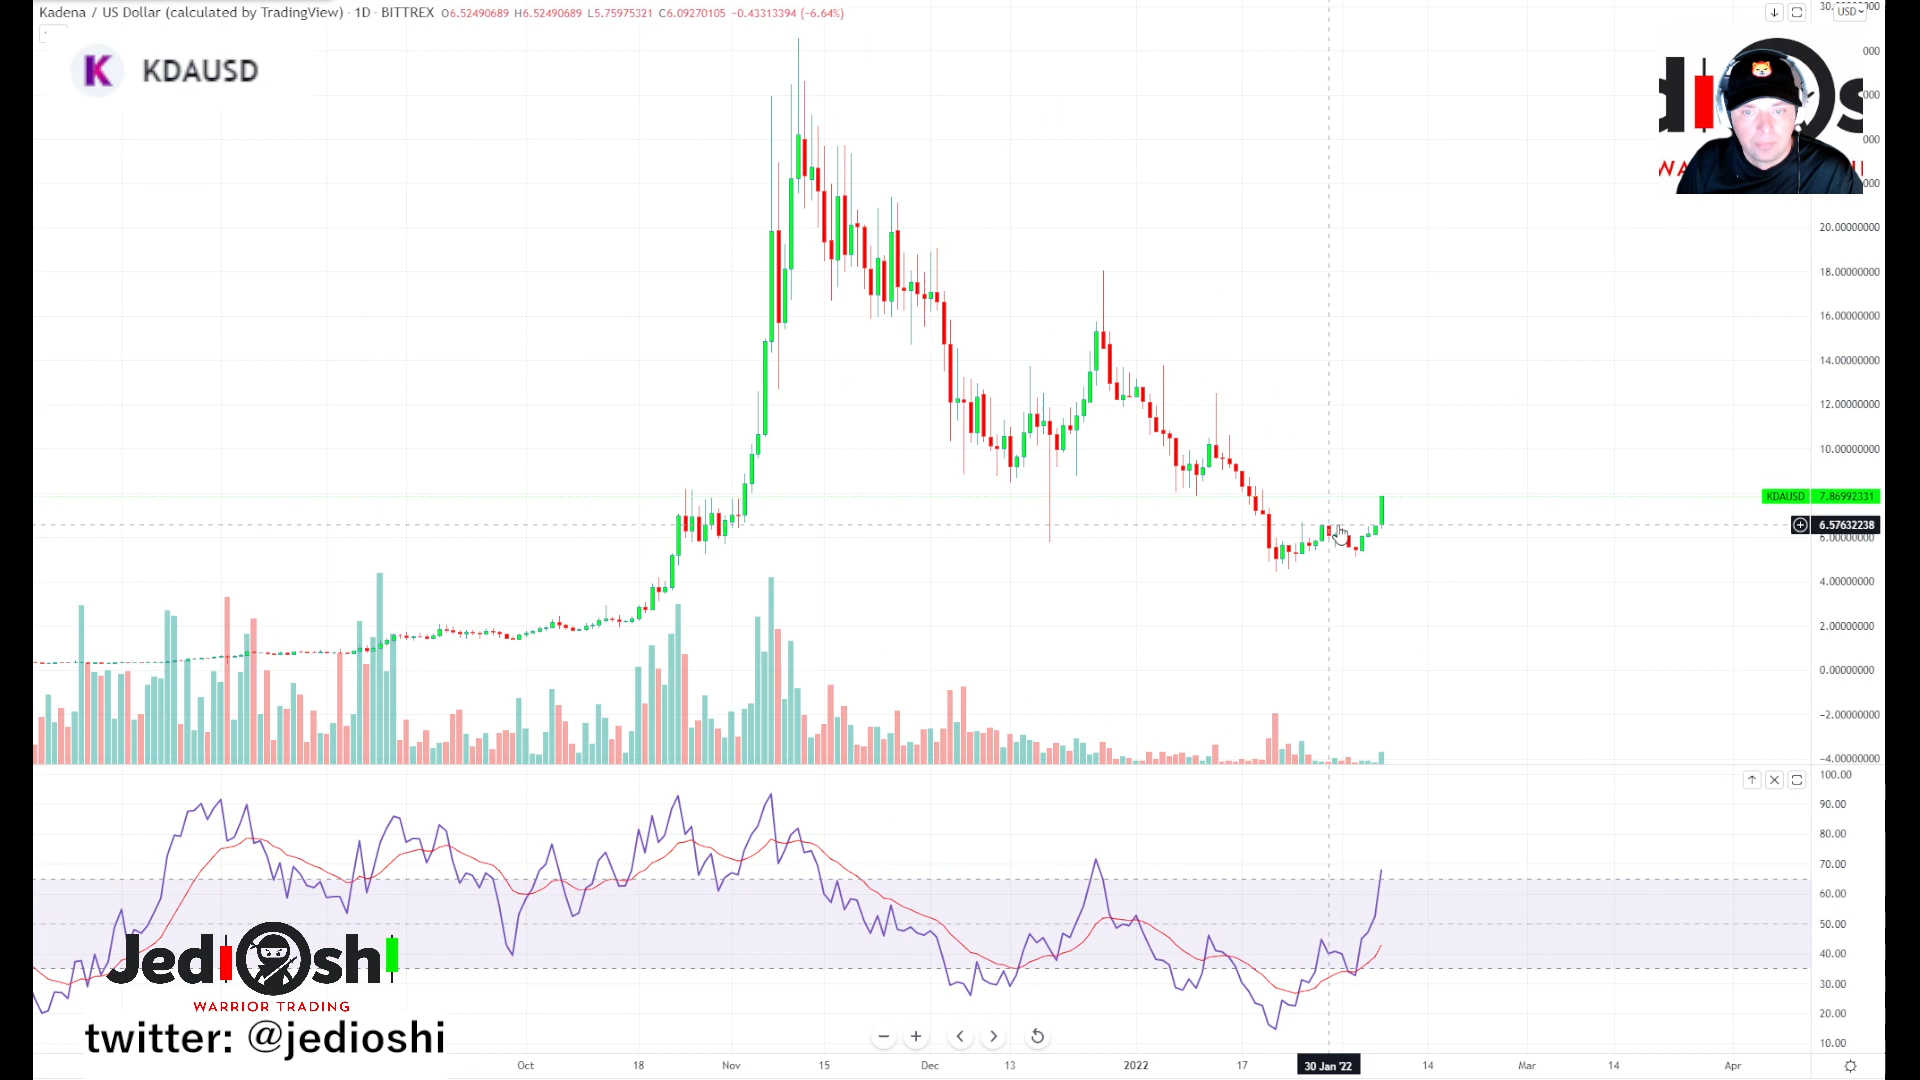 Kadena / US Dollar (calculated by TradingView) · 1D · BITTREX O6.52490689 H6.52490689 L5.75975321 C6.09270105 −0.43313394 (−6.64%)
USD
K KDAUSD
20.00000000
18.00000000
16.00000000
14.00000000
12.00000000
10.00000000
KDAUSD 7.86992331
6.57632238
6.00000000
4.00000000
2.00000000
0.00000000
−2.00000000
−4.00000000
100.00
90.00
80.00
70.00
60.00
50.00
40.00
30.00
20.00
10.00
JediOshi
WARRIOR TRADING
twitter: @jedioshi
Oct 18 Nov 15 Dec 13 2022 17 30 Jan '22 14 Mar 14 Apr